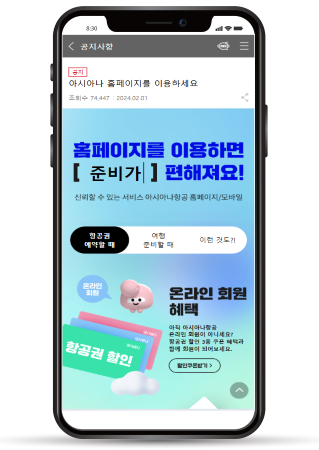 8:30
공지사항
공지
아시아나 홈페이지를 이용하세요
조회수 74,447 2024.02.01
홈페이지를 이용하면
[ 준비가 ] 편해져요!
신뢰할 수 있는 서비스 아시아나항공 홈페이지/모바일
항공권
예약할 때
여행
준비할 때
이런 것도?!
온라인
회원
항공권 할인
온라인 회원
혜택
아직 아시아나항공
온라인 회원이 아니세요?
항공권 할인 3종 쿠폰 혜택과
함께 회원이 되어보세요.
할인쿠폰받기 >